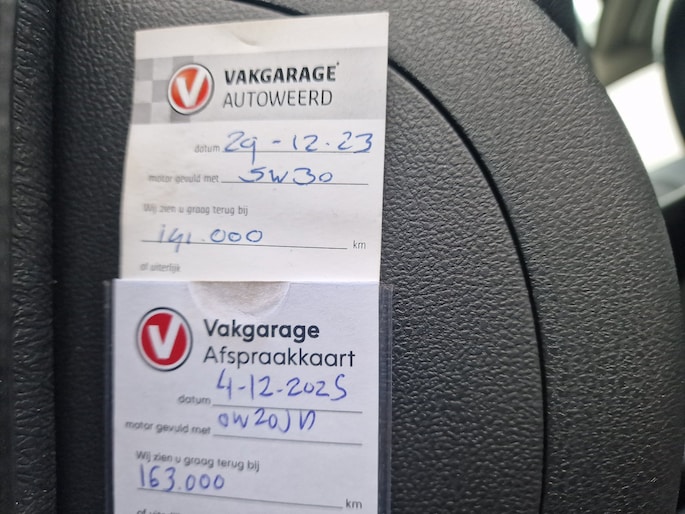 VAKGARAGE
AUTOWEERD
datum 29-12-23
motor gevuld met 5W30
Wij zien u graag terug bij
141.000 km
of uiterlijk
Vakgarage
Afspraakkaart
4-12-2025
datum
motor gevuld met 0W20
Wij zien u graag terug bij
163.000
km
of uiterlijk